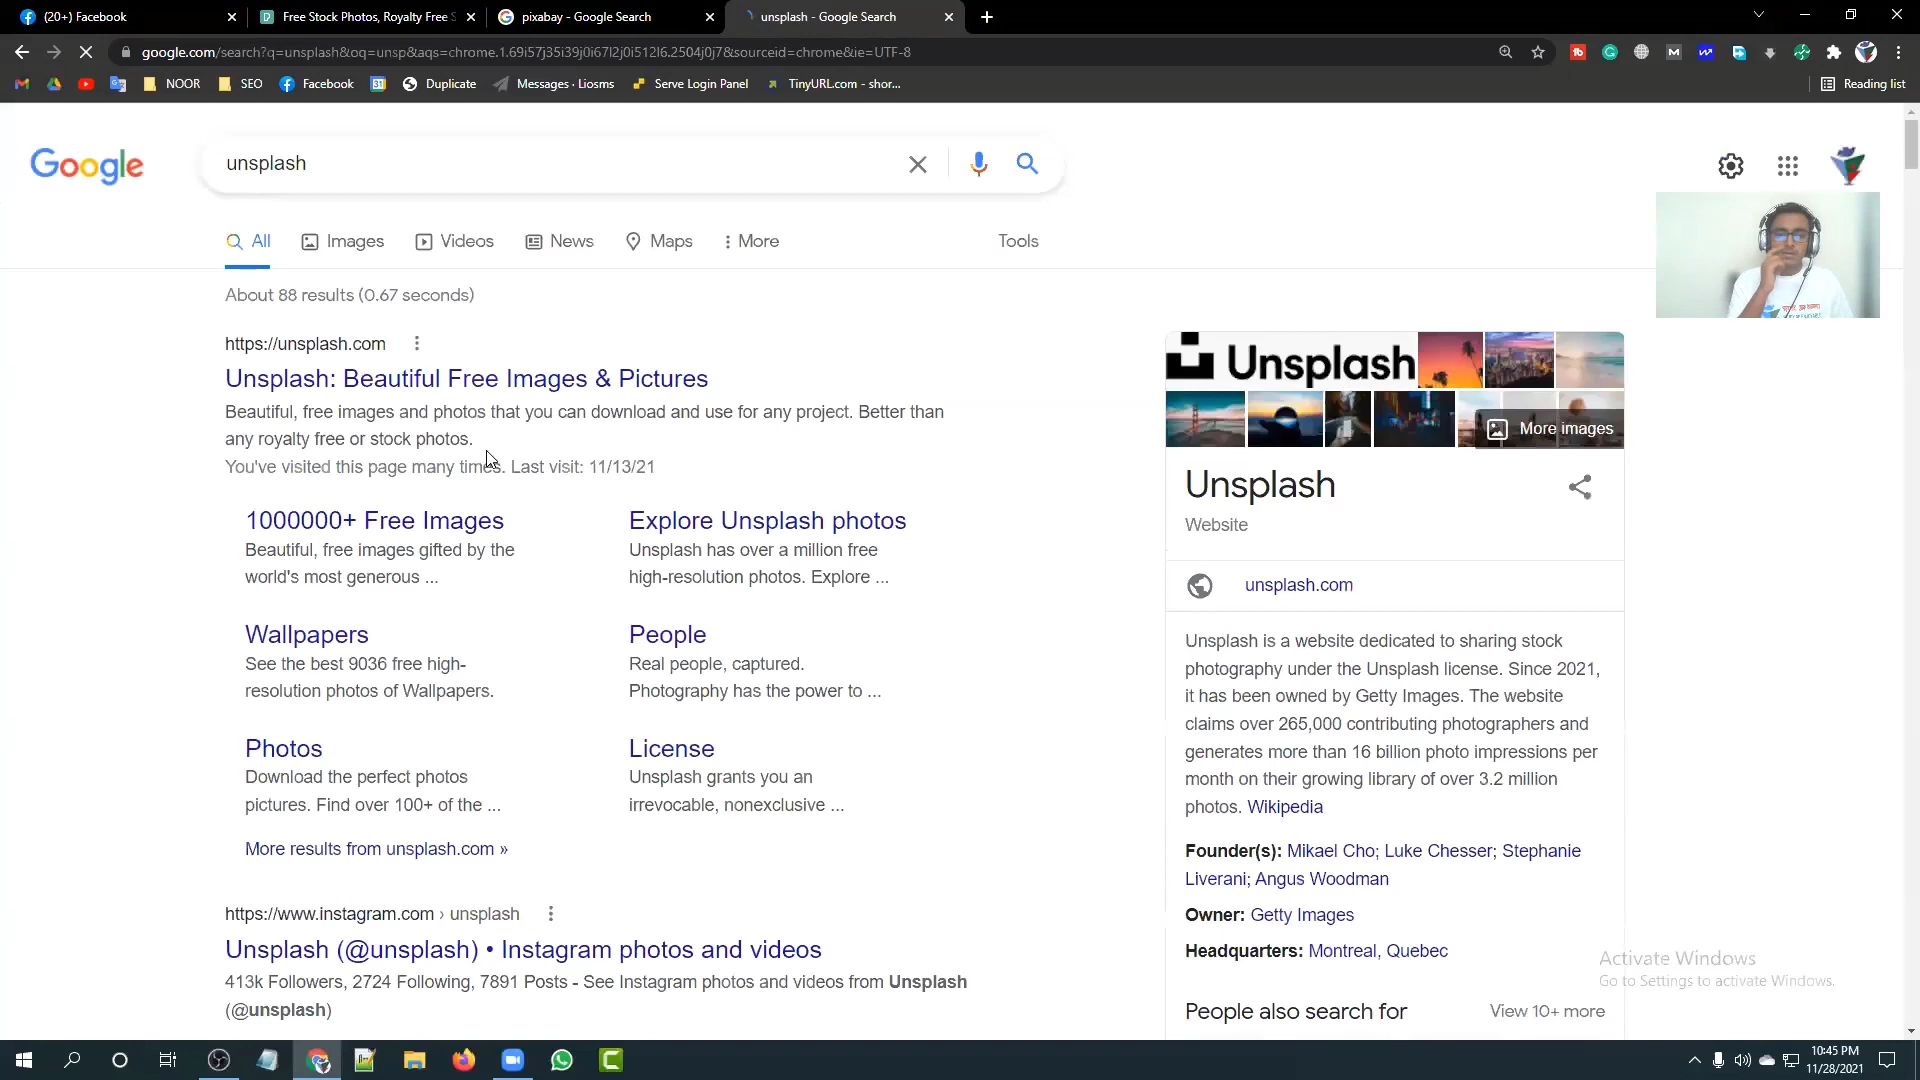 (20+) Facebook
Free Stock Photos, Royalty Free S
pixabay - Google Search
unsplash - Google Search
google.com/search?q=unsplash&oq=unsp&aqs=chrome.1.69i57j35i39j0i67l2j0i512l6.2504j0j7&sourceid=chrome&ie=UTF-8
NOOR
SEO
Facebook
31
Duplicate
Messages · Liosms
Serve Login Panel
TinyURL.com - shor...
Reading list
Google
unsplash
All
Images
Videos
News
Maps
More
Tools
About 88 results (0.67 seconds)
https://unsplash.com
Unsplash: Beautiful Free Images & Pictures
Beautiful, free images and photos that you can download and use for any project. Better than
any royalty free or stock photos.
You've visited this page many times. Last visit: 11/13/21
1000000+ Free Images
Beautiful, free images gifted by the
world's most generous ...
Explore Unsplash photos
Unsplash has over a million free
high-resolution photos. Explore ...
Wallpapers
See the best 9036 free high-
resolution photos of Wallpapers.
People
Real people, captured.
Photography has the power to ...
Photos
Download the perfect photos
pictures. Find over 100+ of the ...
License
Unsplash grants you an
irrevocable, nonexclusive ...
More results from unsplash.com »
https://www.instagram.com › unsplash
Unsplash (@unsplash) • Instagram photos and videos
413k Followers, 2724 Following, 7891 Posts - See Instagram photos and videos from Unsplash
(@unsplash)
Unsplash
More images
Unsplash
Website
unsplash.com
Unsplash is a website dedicated to sharing stock
photography under the Unsplash license. Since 2021,
it has been owned by Getty Images. The website
claims over 265,000 contributing photographers and
generates more than 16 billion photo impressions per
month on their growing library of over 3.2 million
photos. Wikipedia
Founder(s): Mikael Cho; Luke Chesser; Stephanie
Liverani; Angus Woodman
Owner: Getty Images
Headquarters: Montreal, Quebec
People also search for
View 10+ more
Activate Windows
Go to Settings to activate Windows.
10:45 PM
11/28/2021